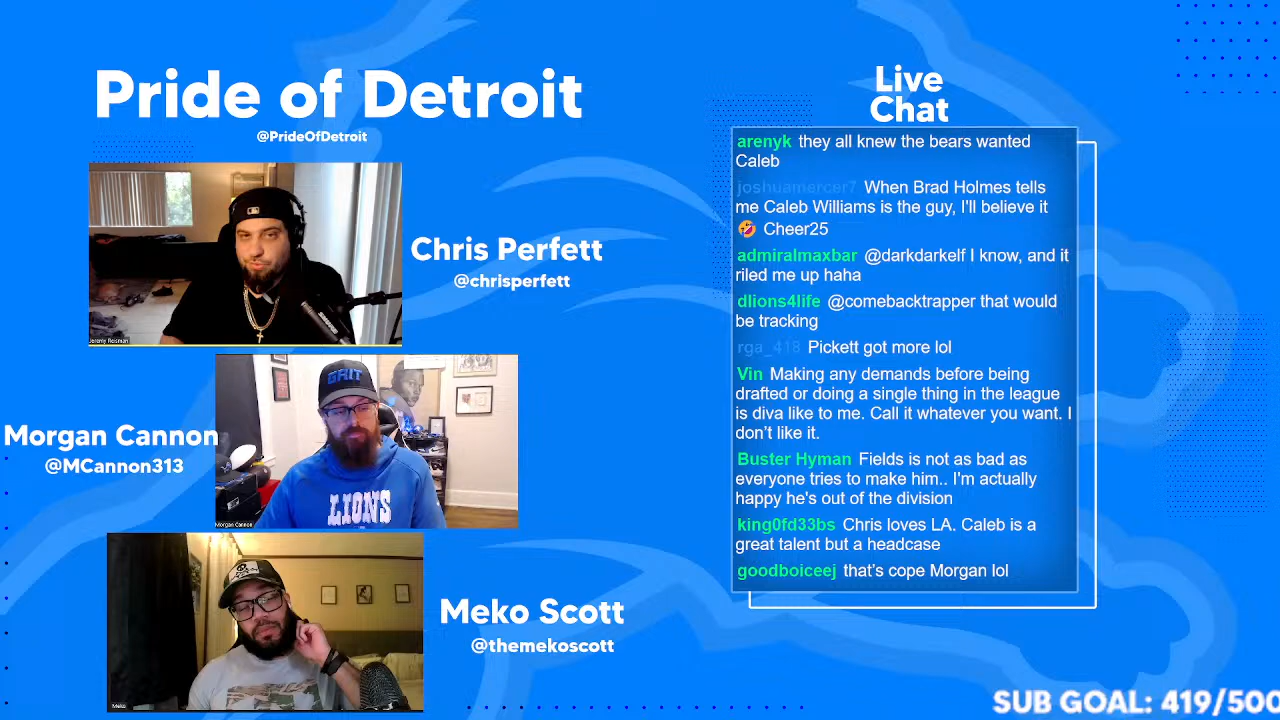 Pride of Detroit
@PrideOfDetroit
Jeremy Reisman
Chris Perfett
@chrisperfett
GRIT
LIONS
Morgan Cannon
Morgan Cannon
@MCannon313
Meko
Meko Scott
@themekoscott
Live
Chat
arenyk they all knew the bears wanted
Caleb
joshuamercer7 When Brad Holmes tells
me Caleb Williams is the guy, I'll believe it
🤣 Cheer25
admiralmaxbar @darkdarkelf I know, and it
riled me up haha
dlions4life @comebacktrapper that would
be tracking
rga_418 Pickett got more lol
Vin Making any demands before being
drafted or doing a single thing in the league
is diva like to me. Call it whatever you want. I
don't like it.
Buster Hyman Fields is not as bad as
everyone tries to make him.. I'm actually
happy he's out of the division
king0fd33bs Chris loves LA. Caleb is a
great talent but a headcase
goodboiceej that's cope Morgan lol
SUB GOAL: 419/500